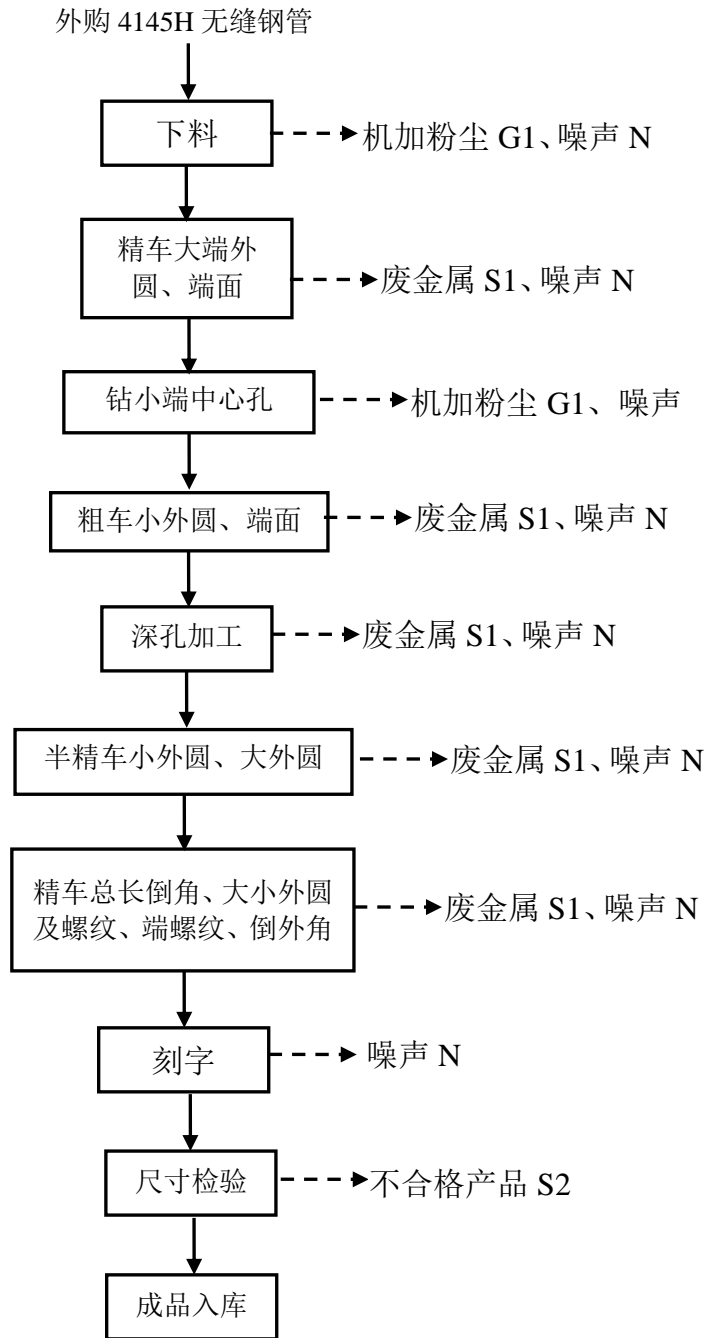 外购 4145H 无缝钢管
下料
机加粉尘 G1、噪声 N
精车大端外
圆、端面
废金属 S1、噪声 N
钻小端中心孔
机加粉尘 G1、噪声
粗车小外圆、端面
废金属 S1、噪声 N
深孔加工
废金属 S1、噪声 N
半精车小外圆、大外圆
废金属 S1、噪声 N
精车总长倒角、大小外圆
及螺纹、端螺纹、倒外角
废金属 S1、噪声 N
刻字
噪声 N
尺寸检验
不合格产品 S2
成品入库